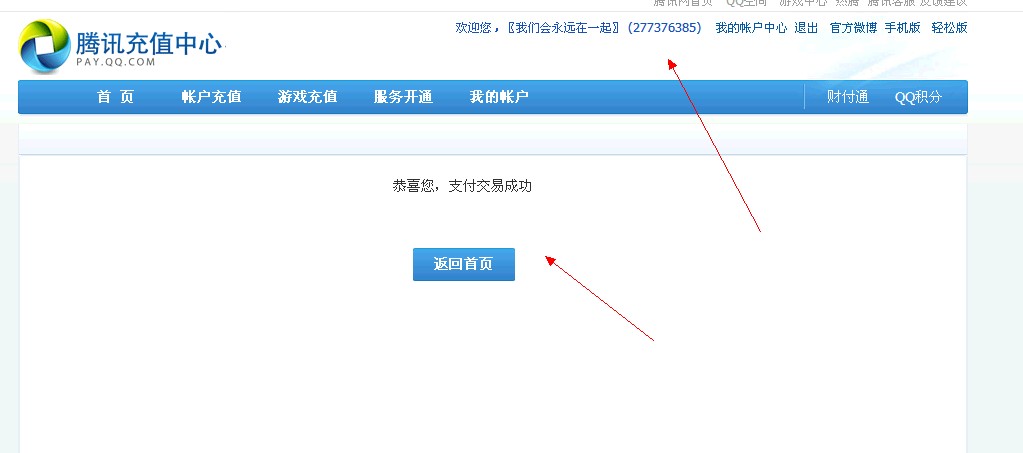 腾讯网首页 QQ空间 游戏中心 热腾 腾讯客服 反馈建议
欢迎您，〖我们会永远在一起〗(277376385) 我的帐户中心 退出 官方微博 手机版 轻松版
腾讯充值中心
PAY.QQ.COM
首 页 帐户充值 游戏充值 服务开通 我的帐户 财付通 QQ积分
恭喜您，支付交易成功
返回首页